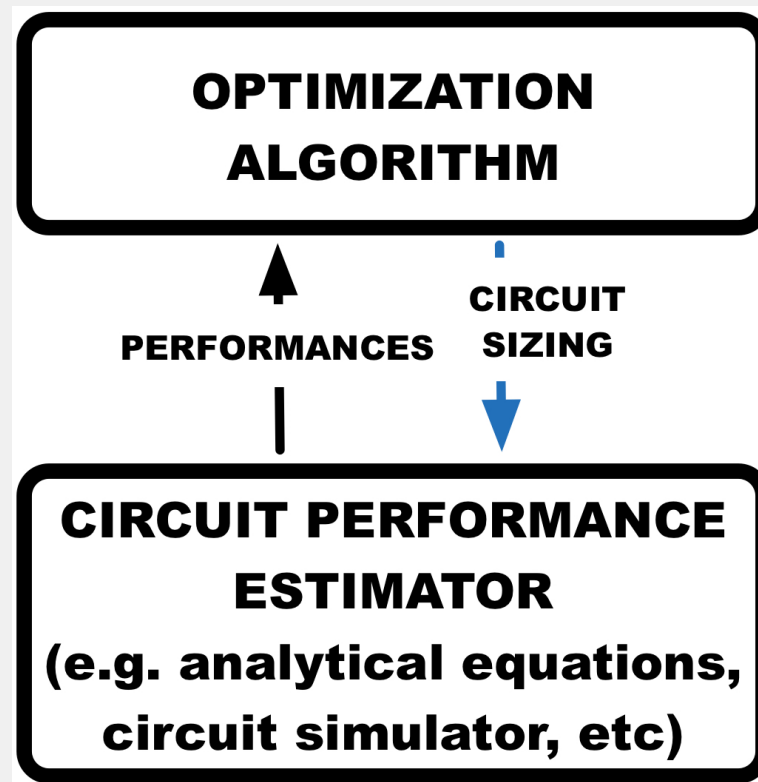 OPTIMIZATION
ALGORITHM
PERFORMANCES
CIRCUIT
SIZING
CIRCUIT PERFORMANCE
ESTIMATOR
(e.g. analytical equations,
circuit simulator, etc)